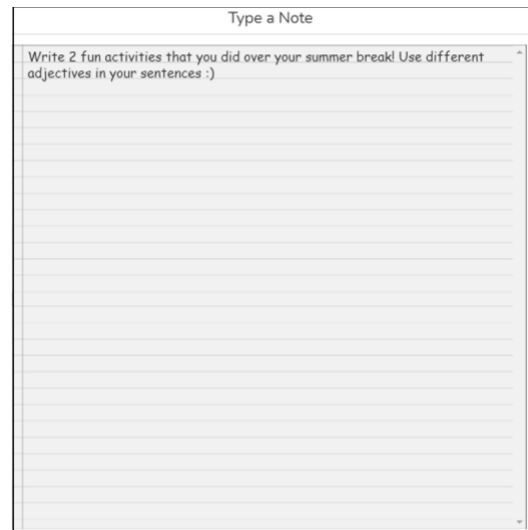 Type a Note
Write 2 fun activities that you did over your summer break! Use different
adjectives in your sentences :)